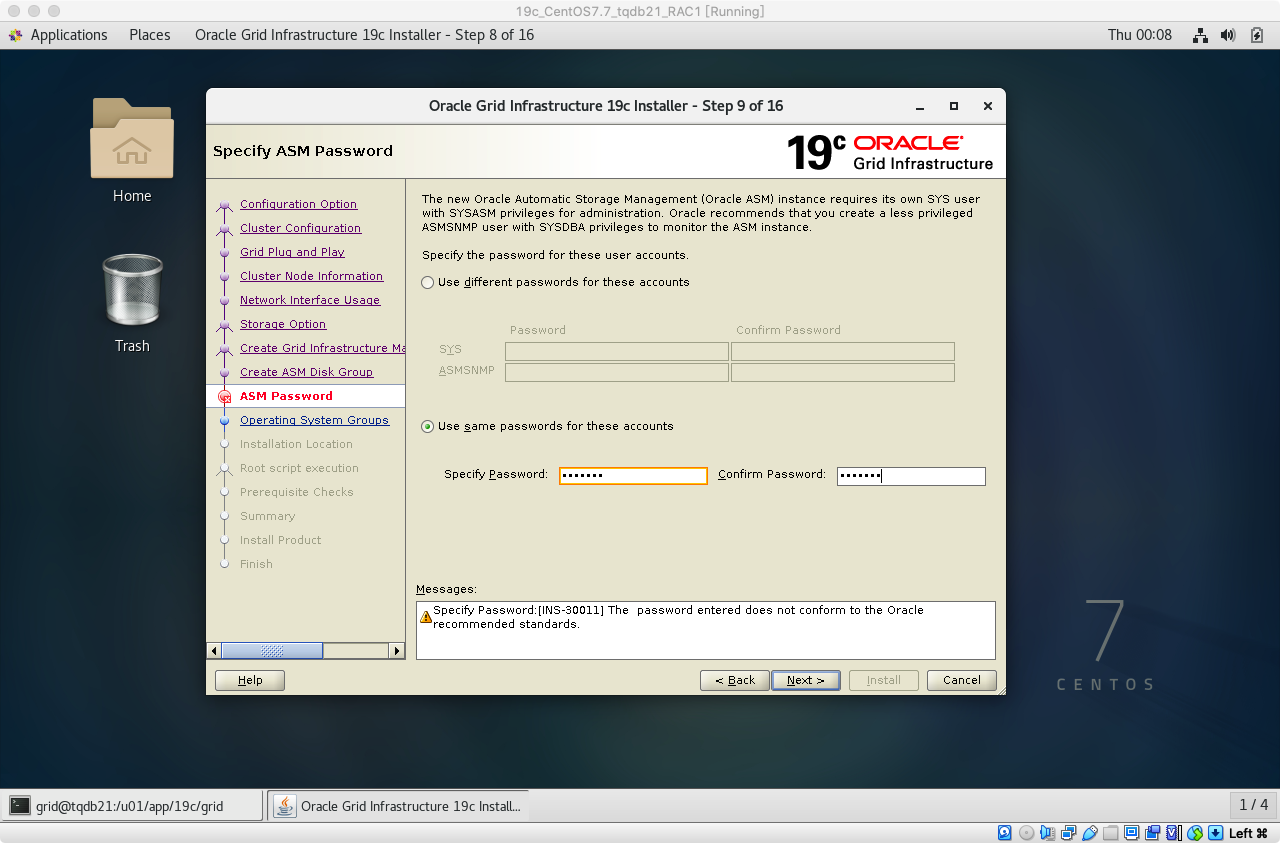 19c_CentOS7.7_tqdb21_RAC1 [Running]
Applications Places Oracle Grid Infrastructure 19c Installer - Step 8 of 16 Thu 00:08
Home
Trash
Oracle Grid Infrastructure 19c Installer - Step 9 of 16
Specify ASM Password
19c ORACLE
Grid Infrastructure
Configuration Option
Cluster Configuration
Grid Plug and Play
Cluster Node Information
Network Interface Usage
Storage Option
Create Grid Infrastructure Ma
Create ASM Disk Group
ASM Password
Operating System Groups
Installation Location
Root script execution
Prerequisite Checks
Summary
Install Product
Finish
The new Oracle Automatic Storage Management (Oracle ASM) instance requires its own SYS user
with SYSASM privileges for administration. Oracle recommends that you create a less privileged
ASMSNMP user with SYSDBA privileges to monitor the ASM instance.
Specify the password for these user accounts.
Use different passwords for these accounts
Password Confirm Password
SYS
ASMSNMP
Use same passwords for these accounts
Specify Password: ••••••• Confirm Password: •••••••
Messages:
Specify Password:[INS-30011] The  password entered does not conform to the Oracle
recommended standards.
Help < Back Next > Install Cancel
7
CENTOS
grid@tqdb21:/u01/app/19c/grid Oracle Grid Infrastructure 19c Install... 1 / 4
Left ⌘